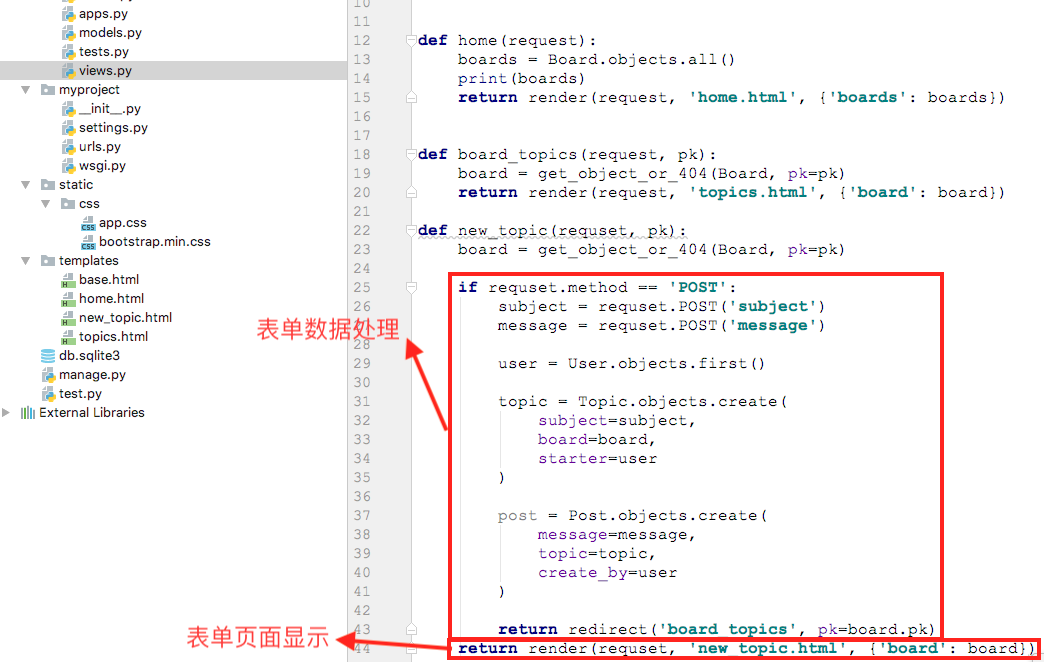 apps.py
models.py
tests.py
views.py
myproject
__init__.py
settings.py
urls.py
wsgi.py
static
css
app.css
bootstrap.min.css
templates
base.html
home.html
new_topic.html
topics.html
db.sqlite3
manage.py
test.py
External Libraries
10
11
12 def home(request):
13 boards = Board.objects.all()
14 print(boards)
15 return render(request, 'home.html', {'boards': boards})
16
17
18 def board_topics(request, pk):
19 board = get_object_or_404(Board, pk=pk)
20 return render(request, 'topics.html', {'board': board})
21
22 def new_topic(requset, pk):
23 board = get_object_or_404(Board, pk=pk)
24
25 if requset.method == 'POST':
26 subject = requset.POST('subject')
message = requset.POST('message')
表单数据处理
28
29 user = User.objects.first()
30
31 topic = Topic.objects.create(
32 subject=subject,
33 board=board,
34 starter=user
35 )
36
37 post = Post.objects.create(
38 message=message,
39 topic=topic,
40 create_by=user
41 )
42
43 return redirect('board_topics', pk=board.pk)
表单页面显示
44 return render(requset, 'new_topic.html', {'board': board})